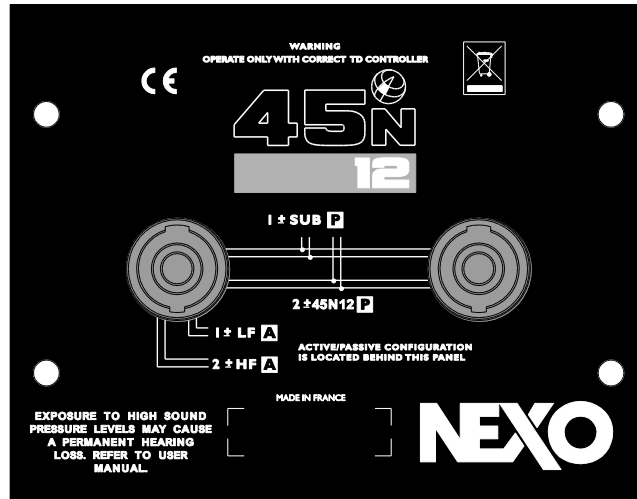 WARNING
OPERATE ONLY WITH CORRECT TD CONTROLLER
CE
45N
12
1 ± SUB P
2 ±45N12 P
1 ± LF A
2 ± HF A
ACTIVE/PASSIVE CONFIGURATION
IS LOCATED BEHIND THIS PANEL
MADE IN FRANCE
EXPOSURE TO HIGH SOUND
PRESSURE LEVELS MAY CAUSE
A PERMANENT HEARING
LOSS. REFER TO USER
MANUAL.
NEXO